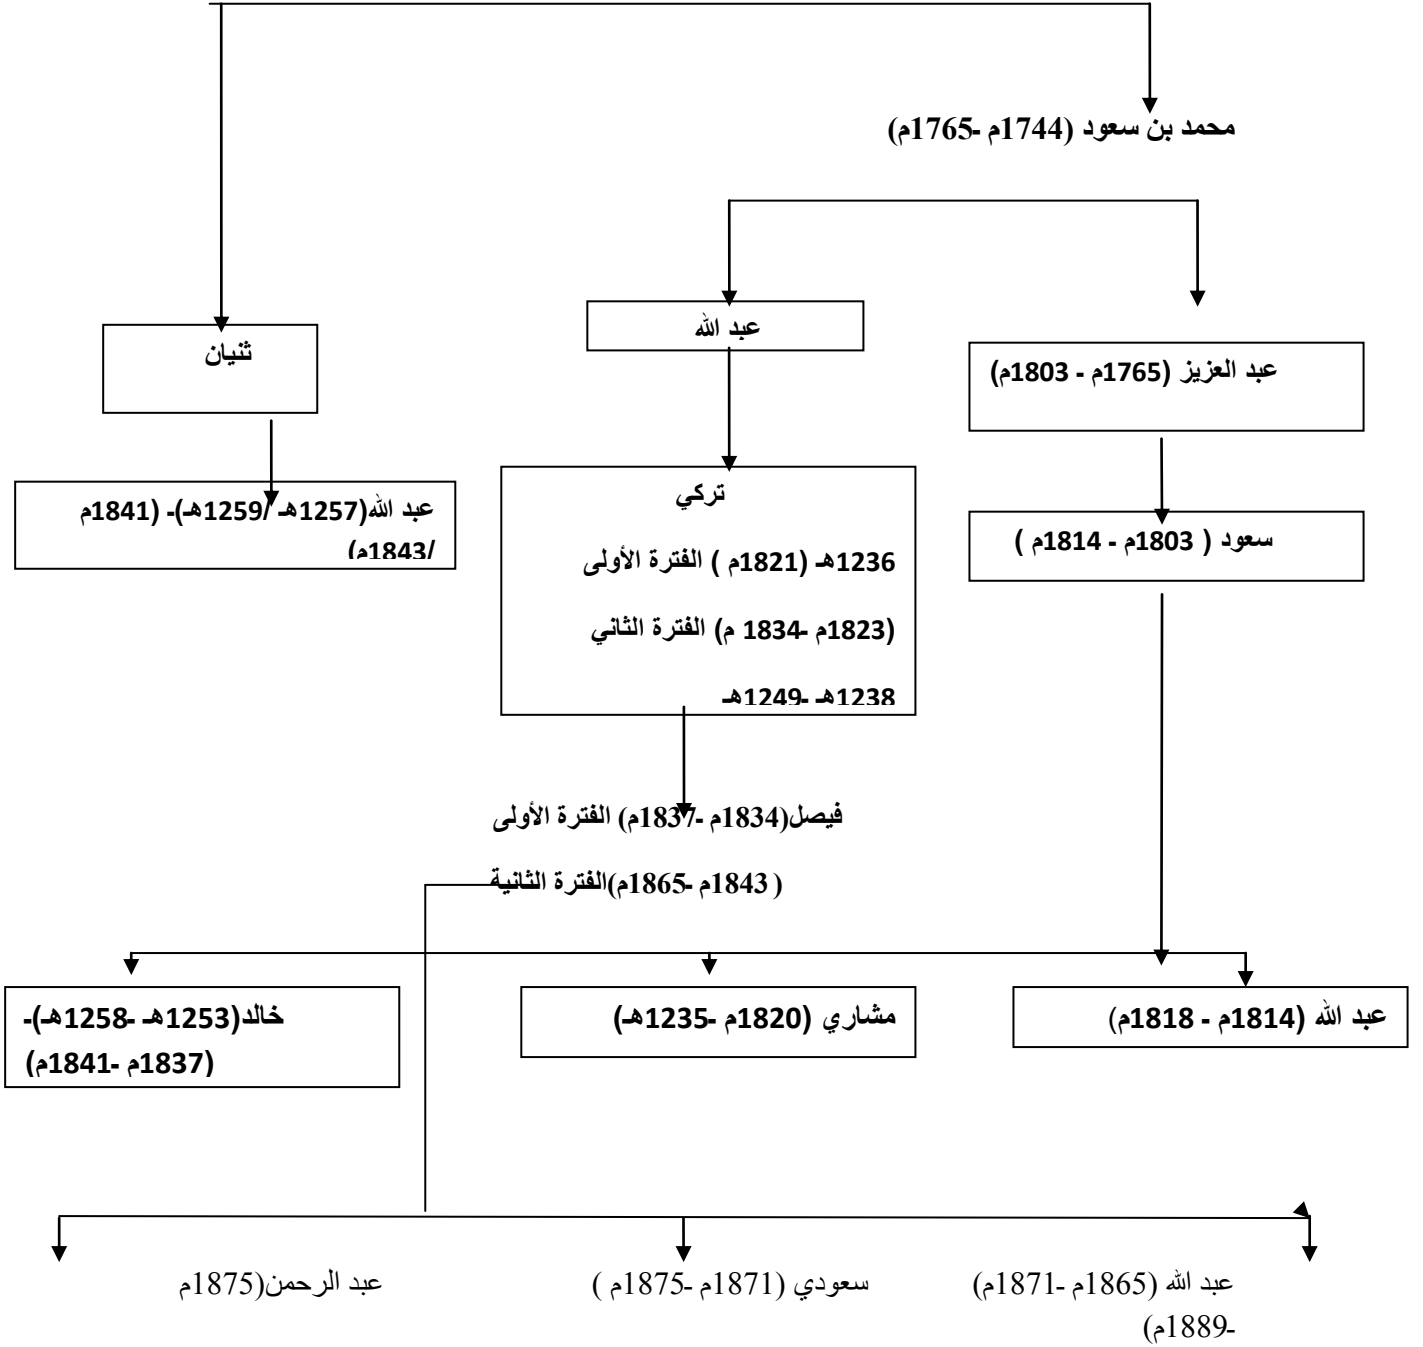 محمد بن سعود (1744م -1765م)
عبد الله
ثنيان
عبد العزيز (1765م - 1803م)
تركي
1236هـ (1821م ) الفترة الأولى
(1823م -1834 م) الفترة الثاني
1238هـ -1249هـ
عبد الله(1257هـ /1259هـ)- (1841م
/1843م)
سعود ( 1803م - 1814م )
فيصل(1834م -1837م) الفترة الأولى
( 1843م -1865م)الفترة الثانية
عبد الله (1814م - 1818م)
مشاري (1820م -1235هـ)
خالد(1253هـ -1258هـ)-
(1837م -1841م)
عبد الله (1865م -1871م)
-1889م)
سعودي (1871م -1875م )
عبد الرحمن(1875م